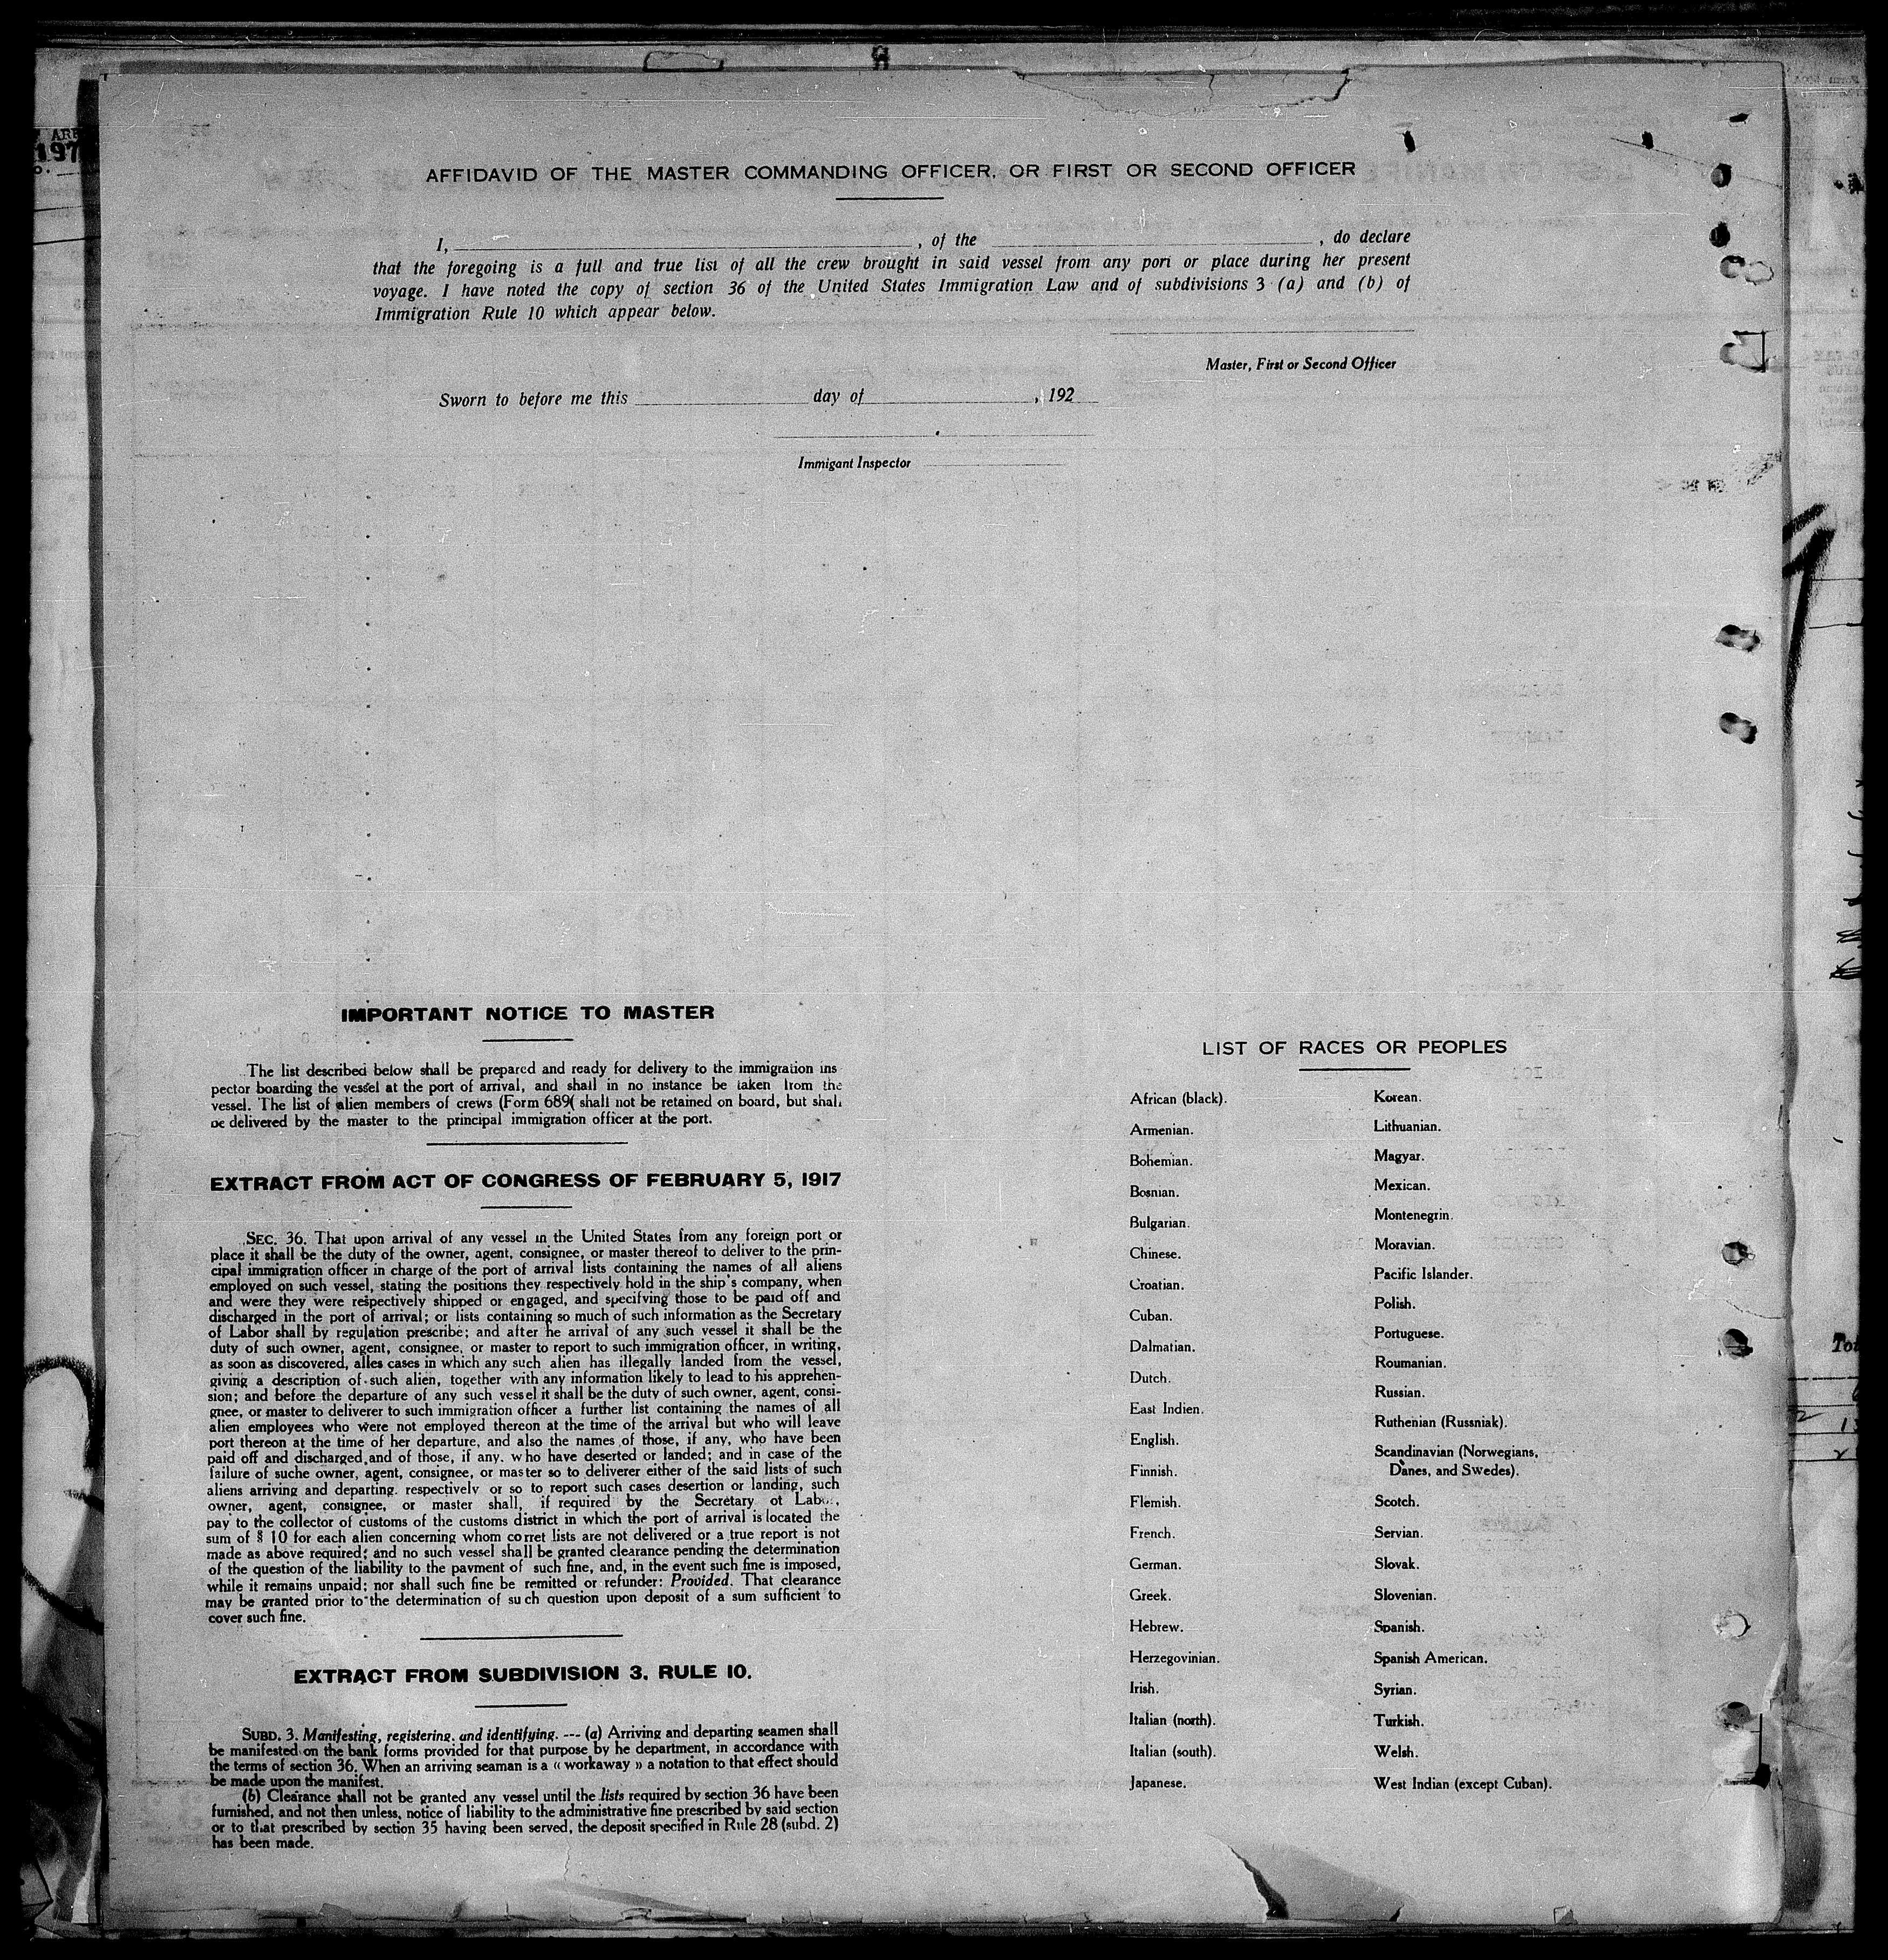 AFFIDAVID OF THE MASTER COMMANDING OFFICER, OR FIRST OR SECOND OFFICER
I, , of the , do declare
that the foregoing is a full and true list of all the crew brought in said vessel from any pori or place during her present
voyage. I have noted the copy of section 36 of the United States Immigration Law and of subdivisions 3 (a) and (b) of
Immigration Rule 10 which appear below.
Master, First or Second Officer
Sworn to before me this day of , 192
Immigant Inspector
IMPORTANT NOTICE TO MASTER
The list described below shall be prepared and ready for delivery to the immigration ins
pector boarding the vessel at the port of arrival, and shall in no instance be taken from the
vessel. The list of alien members of crews (Form 689( shall not be retained on board, but shall
be delivered by the master to the principal immigration officer at the port.
EXTRACT FROM ACT OF CONGRESS OF FEBRUARY 5, 1917
SEC. 36. That upon arrival of any vessel in the United States from any foreign port or
place it shall be the duty of the owner, agent, consignee, or master thereof to deliver to the prin-
cipal immigration officer in charge of the port of arrival lists containing the names of all aliens
employed on such vessel, stating the positions they respectively hold in the ship's company, when
and were they were respectively shipped or engaged, and specifving those to be paid off and
discharged in the port of arrival; or lists containing so much of such information as the Secretary
of Labor shall by regulation prescribe; and after he arrival of any such vessel it shall be the
duty of such owner, agent, consignee, or master to report to such immigration officer, in writing,
as soon as discovered, alles cases in which any such alien has illegally landed from the vessel,
giving a description of such alien, together with any information likely to lead to his apprehen-
sion; and before the departure of any such vessel it shall be the duty of such owner, agent, consi-
gnee, or master to deliverer to such immigration officer a further list containing the names of all
alien employees who were not employed thereon at the time of the arrival but who will leave
port thereon at the time of her departure, and also the names of those, if any, who have been
paid off and discharged, and of those, if any. who have deserted or landed; and in case of the
failure of suche owner, agent, consignee, or master so to deliverer either of the said lists of such
aliens arriving and departing. respectively or so to report such cases desertion or landing, such
owner, agent, consignee, or master shall, if required by the Secretary ot Labor,
pay to the collector of customs of the customs district in which the port of arrival is located the
sum of § 10 for each alien concerning whom corret lists are not delivered or a true report is not
made as above required; and no such vessel shall be granted clearance pending the determination
of the question of the liability to the payment of such fine, and, in the event such fine is imposed,
while it remains unpaid; nor shall such fine be remitted or refunder: Provided. That clearance
may be granted prior to the determination of such question upon deposit of a sum sufficient to
cover such fine.
EXTRACT FROM SUBDIVISION 3. RULE 10.
SUBD. 3. Manifesting, registering, and identifying. --- (a) Arriving and departing seamen shall
be manifested on the bank forms provided for that purpose by he department, in accordance with
the terms of section 36. When an arriving seaman is a « workaway » a notation to that effect should
be made upon the manifest.
(b) Clearance shall not be granted any vessel until the lists required by section 36 have been
furnished, and not then unless, notice of liability to the administrative fine prescribed by said section
or to that prescribed by section 35 having been served, the deposit specified in Rule 28 (subd. 2)
has been made.
LIST OF RACES OR PEOPLES
African (black).
Armenian.
Bohemian.
Bosnian.
Bulgarian.
Chinese.
Croatian.
Cuban.
Dalmatian.
Dutch.
East Indien.
English.
Finnish.
Flemish.
French.
German.
Greek.
Hebrew.
Herzegovinian.
Irish.
Italian (north).
Italian (south).
Japanese.
Korean.
Lithuanian.
Magyar.
Mexican.
Montenegrin.
Moravian.
Pacific Islander.
Polish.
Portuguese.
Roumanian.
Russian.
Ruthenian (Russniak).
Scandinavian (Norwegians,
Danes, and Swedes).
Scotch.
Servian.
Slovak.
Slovenian.
Spanish.
Spanish American.
Syrian.
Turkish.
Welsh.
West Indian (except Cuban).